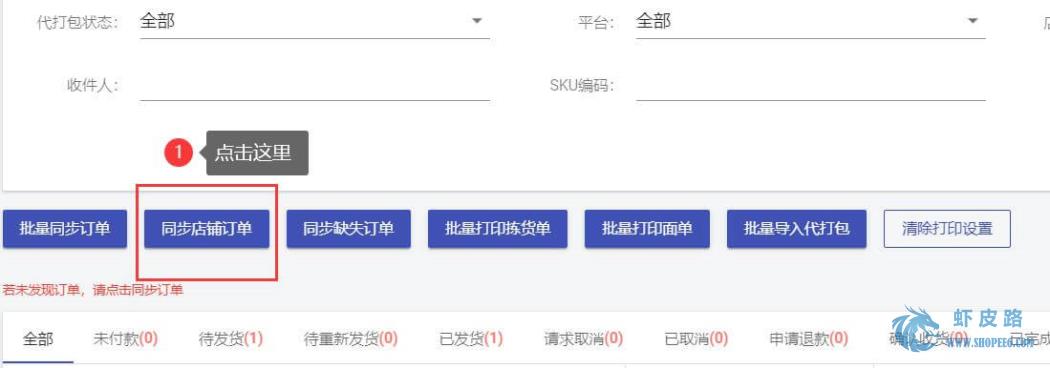 代打包状态: 全部 平台: 全部
收件人: SKU编码:
1 点击这里
批量同步订单 同步店铺订单 同步缺失订单 批量打印拣货单 批量打印面单 批量导入代打包 清除打印设置
若未发现订单，请点击同步订单
全部 未付款(0) 待发货(1) 待重新发货(0) 已发货(1) 请求取消(0) 已取消(0) 申请退款(0) 确认收货(0) 已完成
虾皮路
WWW.SHOPEE6.COM